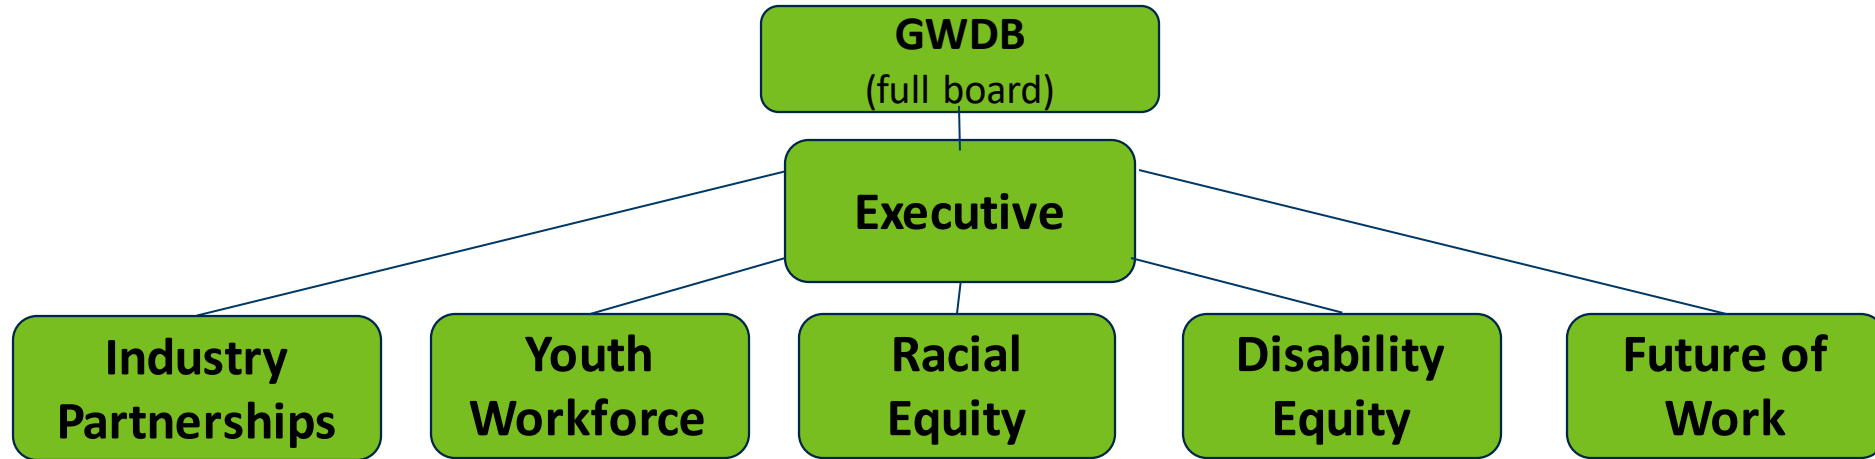 GWDB
(full board)
Executive
Industry
Partnerships
Youth
Workforce
Racial
Equity
Disability
Equity
Future of
Work